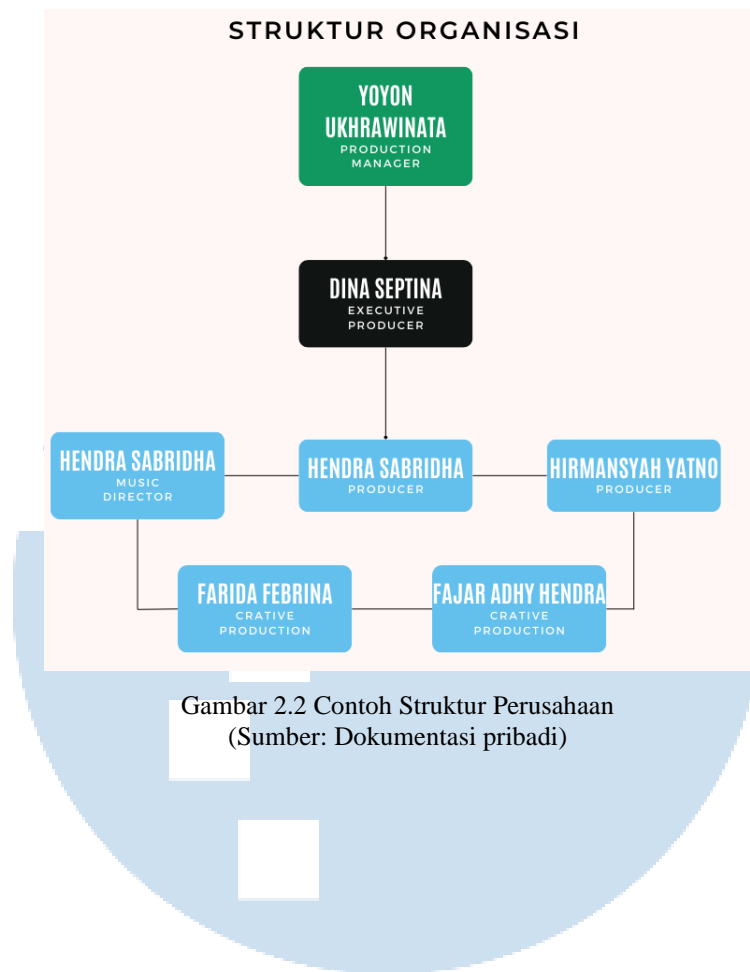 STRUKTUR ORGANISASI
YOYON
UKHRAWINATA
PRODUCTION
MANAGER
DINA SEPTINA
EXECUTIVE
PRODUCER
HENDRA SABRIDHA
MUSIC
DIRECTOR
HENDRA SABRIDHA
PRODUCER
HIRMANSYAH YATNO
PRODUCER
FARIDA FEBRINA
CRATIVE
PRODUCTION
FAJAR ADHY HENDRA
CRATIVE
PRODUCTION
Gambar 2.2 Contoh Struktur Perusahaan
(Sumber: Dokumentasi pribadi)